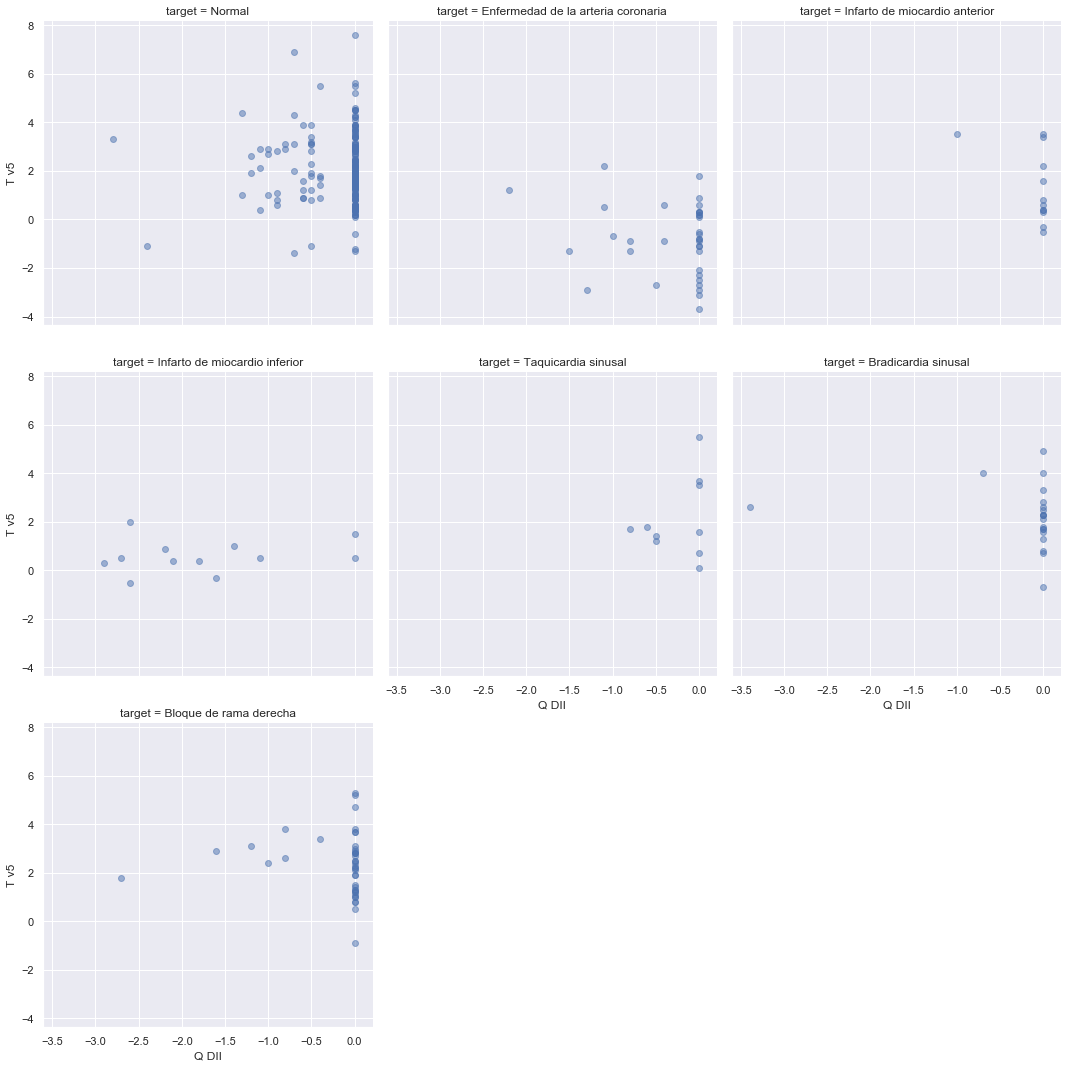 target = Normal
target = Enfermedad de la arteria coronaria
target = Infarto de miocardio anterior
8
6
4
2
0
−2
−4
T v5
target = Infarto de miocardio inferior
target = Taquicardia sinusal
target = Bradicardia sinusal
8
6
4
2
0
−2
−4
T v5
−3.5 −3.0 −2.5 −2.0 −1.5 −1.0 −0.5 0.0
Q DII
−3.5 −3.0 −2.5 −2.0 −1.5 −1.0 −0.5 0.0
Q DII
target = Bloque de rama derecha
8
6
4
2
0
−2
−4
T v5
−3.5 −3.0 −2.5 −2.0 −1.5 −1.0 −0.5 0.0
Q DII